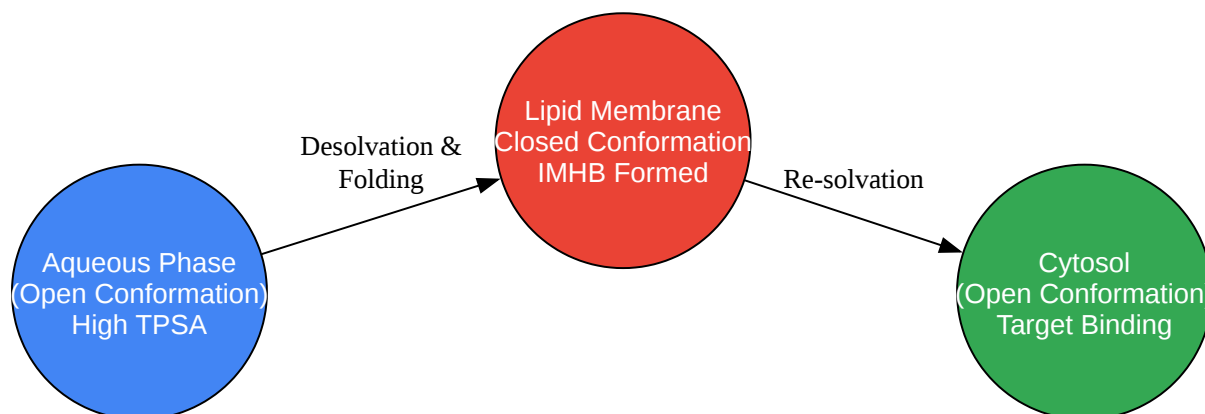 Aqueous Phase
(Open Conformation)
High TPSA
Desolvation &
Folding
Lipid Membrane
Closed Conformation
IMHB Formed
Re-solvation
Cytosol
(Open Conformation
Target Binding